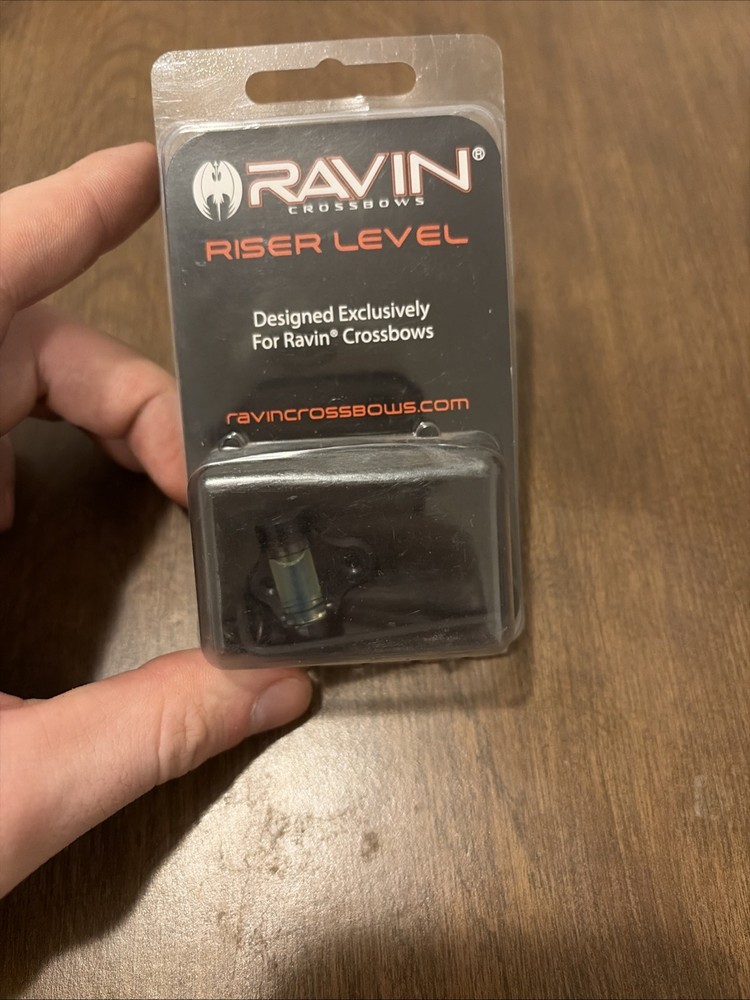 RAVIN®
CROSSBOWS
RISER LEVEL
Designed Exclusively
For Ravin® Crossbows
ravincrossbows.com